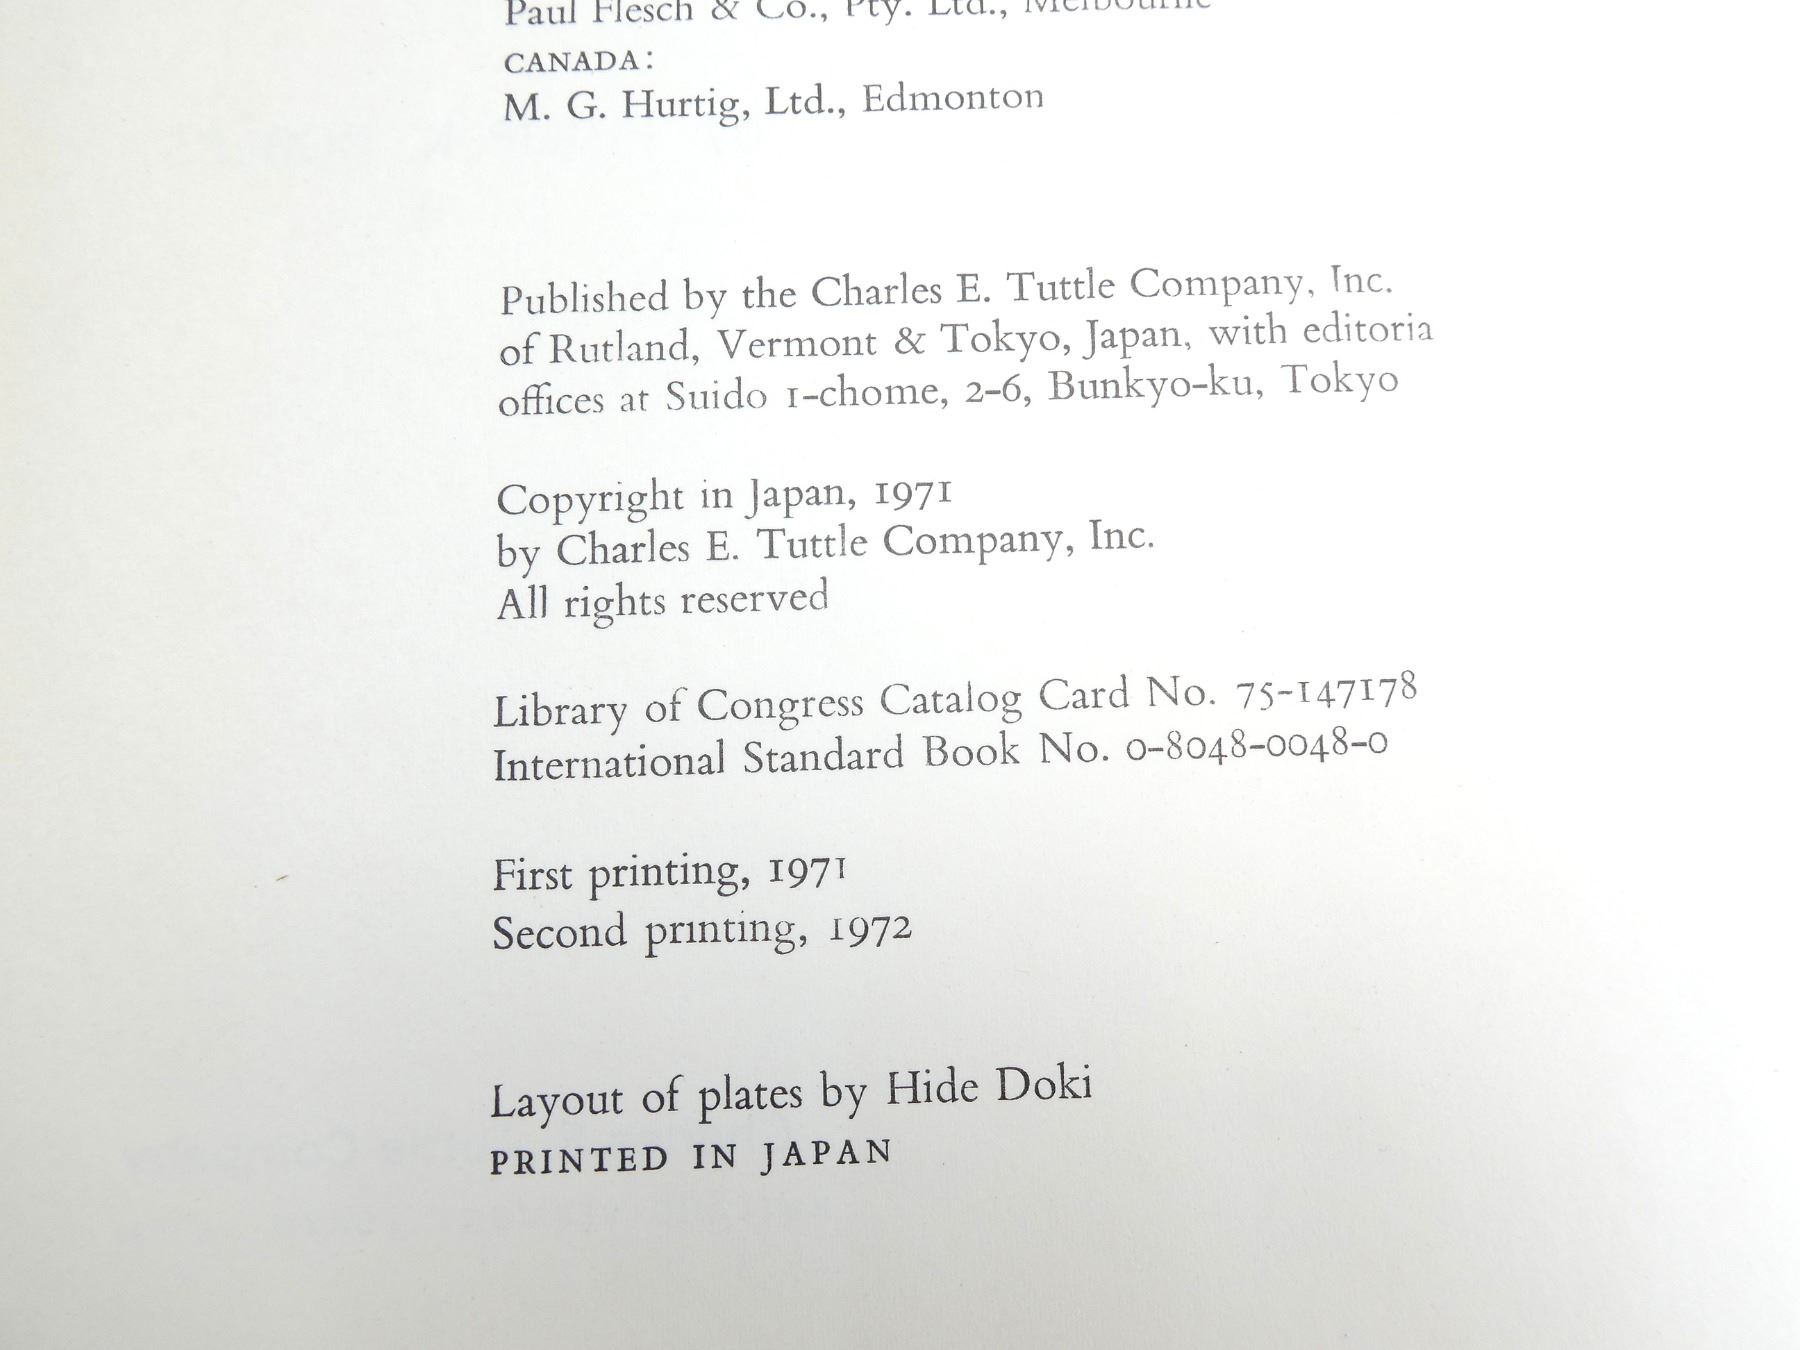 Paul Flesch & Co., Pty. Ltd., Melbourne
CANADA:
M. G. Hurtig, Ltd., Edmonton
Published by the Charles E. Tuttle Company, Inc.
of Rutland, Vermont & Tokyo, Japan, with editoria
offices at Suido 1-chome, 2-6, Bunkyo-ku, Tokyo
Copyright in Japan, 1971
by Charles E. Tuttle Company, Inc.
All rights reserved
Library of Congress Catalog Card No. 75-147178
International Standard Book No. 0-8048-0048-0
First printing, 1971
Second printing, 1972
Layout of plates by Hide Doki
PRINTED IN JAPAN